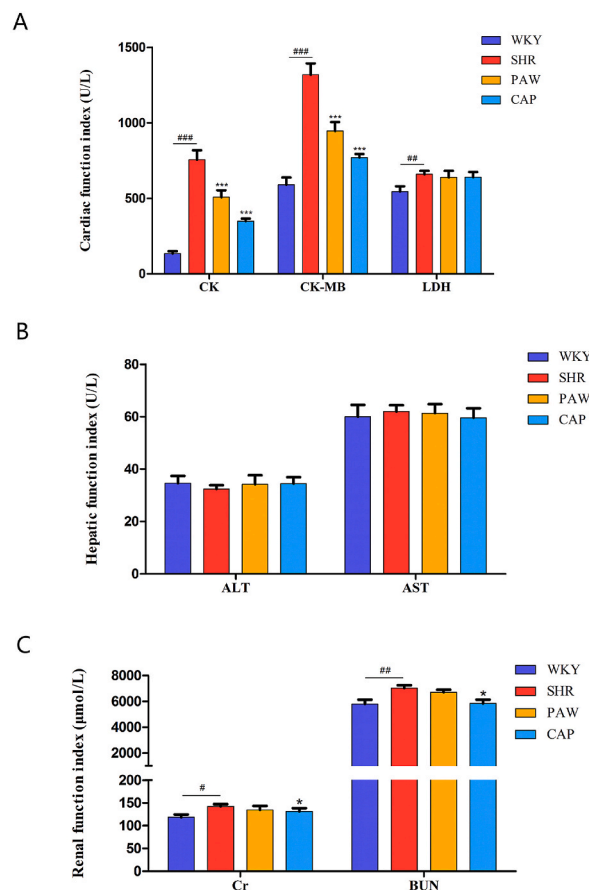 A
Cardiac function index (U/L)
1500
1000
500
0
###
***
***
###
***
***
##
CK
CK-MB
LDH
WKY
SHR
PAW
CAP
B
Hepatic function index (U/L)
80
60
40
20
0
ALT
AST
WKY
SHR
PAW
CAP
C
Renal function index (μmol/L)
8000
6000
4000
2000
200
150
100
50
0
#
*
##
*
Cr
BUN
WKY
SHR
PAW
CAP